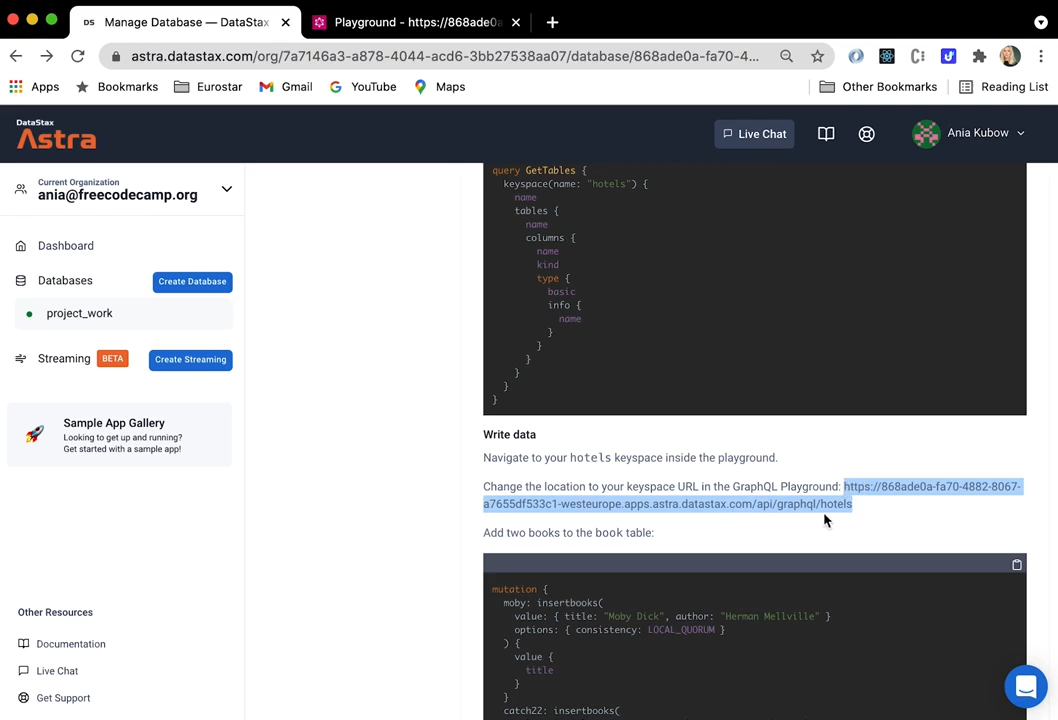 DS Manage Database — DataStax
Playground - https://868ade0a
astra.datastax.com/org/7a7146a3-a878-4044-acd6-3bb27538aa07/database/868ade0a-fa70-4...
Apps Bookmarks Eurostar Gmail YouTube Maps Other Bookmarks Reading List
DataStax
Astra
Live Chat
Ania Kubow
Current Organization
ania@freecodecamp.org
Dashboard
Databases Create Database
project_work
Streaming BETA Create Streaming
Sample App Gallery
Looking to get up and running?
Get started with a sample app!
Other Resources
Documentation
Live Chat
Get Support
query GetTables {
keyspace(name: "hotels") {
name
tables {
name
columns {
name
kind
type {
basic
info {
name
}
}
}
}
}
}
Write data
Navigate to your hotels keyspace inside the playground.
Change the location to your keyspace URL in the GraphQL Playground: https://868ade0a-fa70-4882-8067-
a7655df533c1-westeurope.apps.astra.datastax.com/api/graphql/hotels
Add two books to the book table:
mutation {
moby: insertbooks(
value: { title: "Moby Dick", author: "Herman Mellville" }
options: { consistency: LOCAL_QUORUM }
) {
value {
title
}
}
catch22: insertbooks(